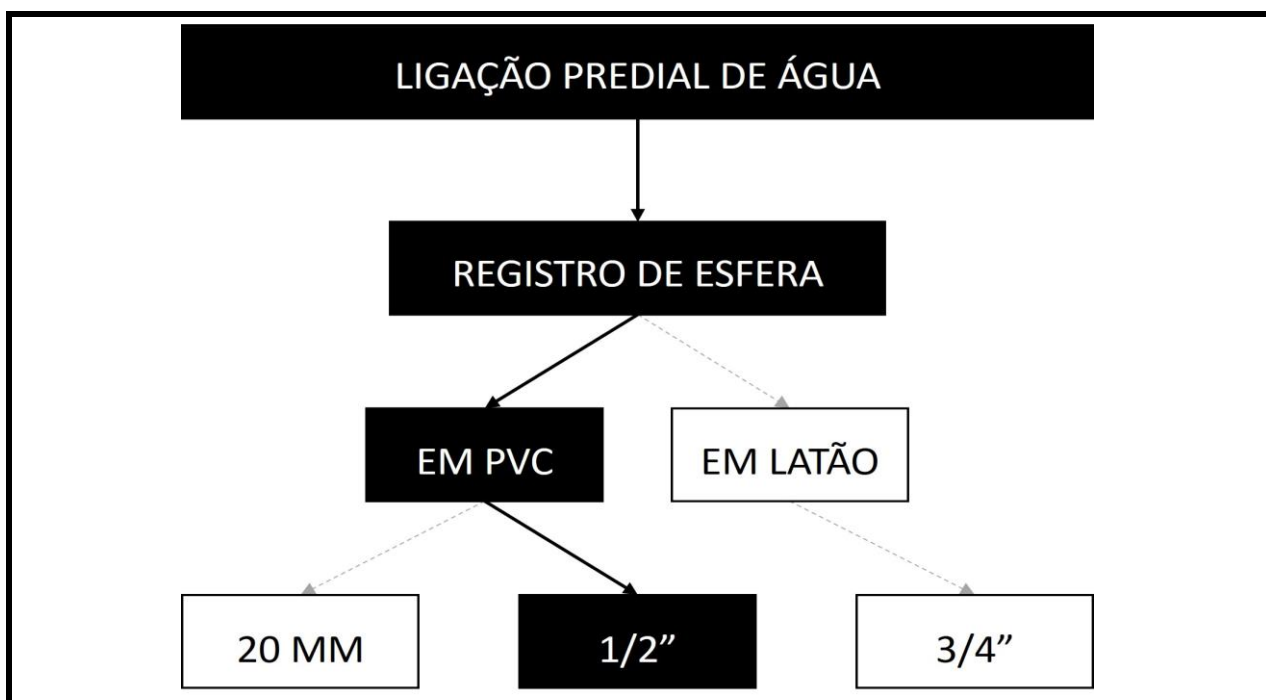 LIGAÇÃO PREDIAL DE ÁGUA
REGISTRO DE ESFERA
EM PVC
EM LATÃO
20 MM
1/2”
3/4”